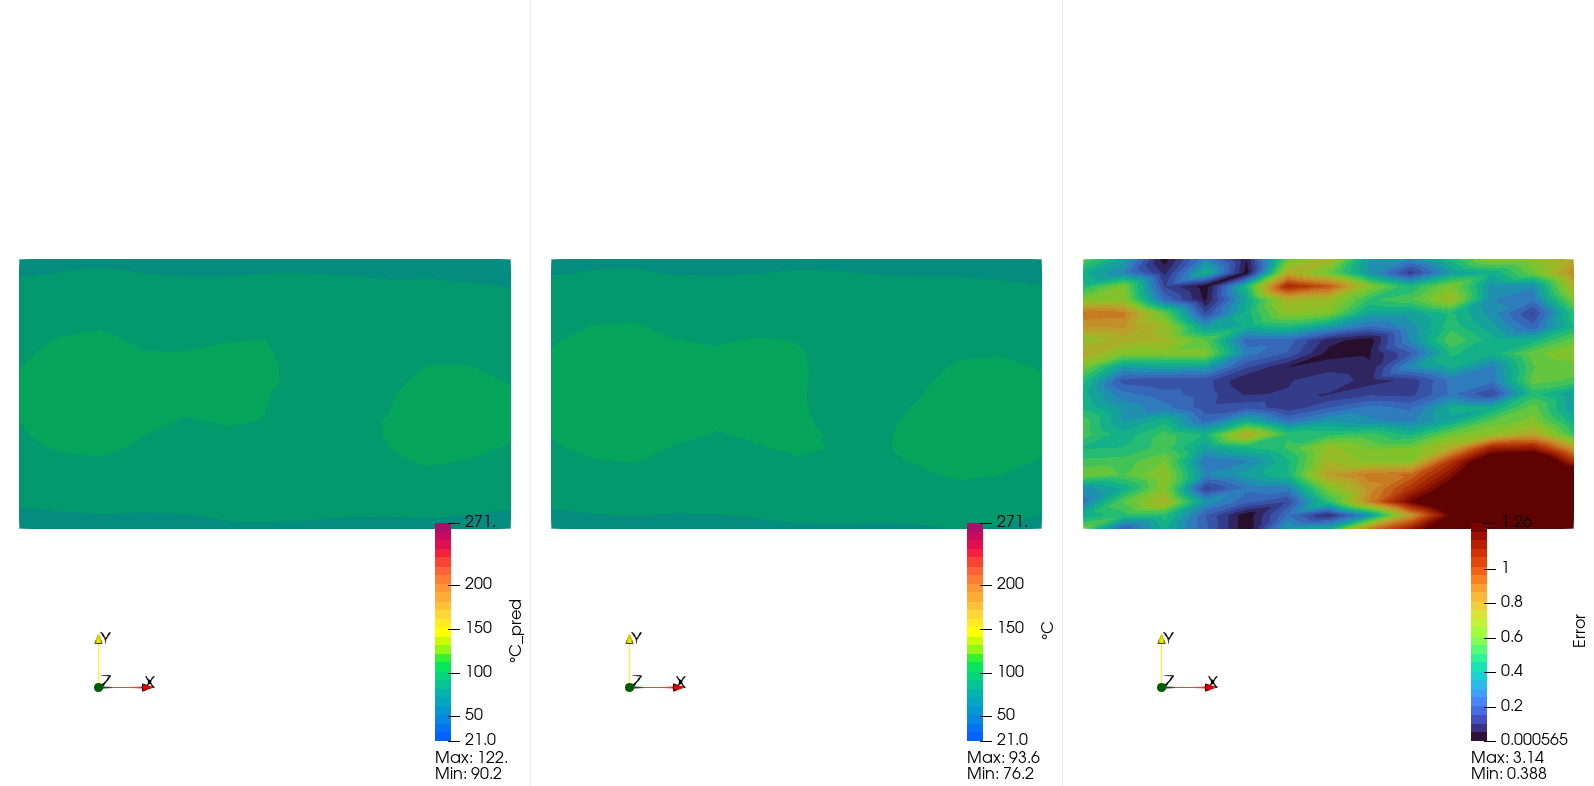 271.
200
150
100
50
21.0
°C_pred
Max: 122.
Min: 90.2
Y
Z
X
271.
200
150
100
50
21.0
°C
Max: 93.6
Min: 76.2
Y
Z
X
1.26
1
0.8
0.6
0.4
0.2
0.000565
Error
Max: 3.14
Min: 0.388
Y
Z
X